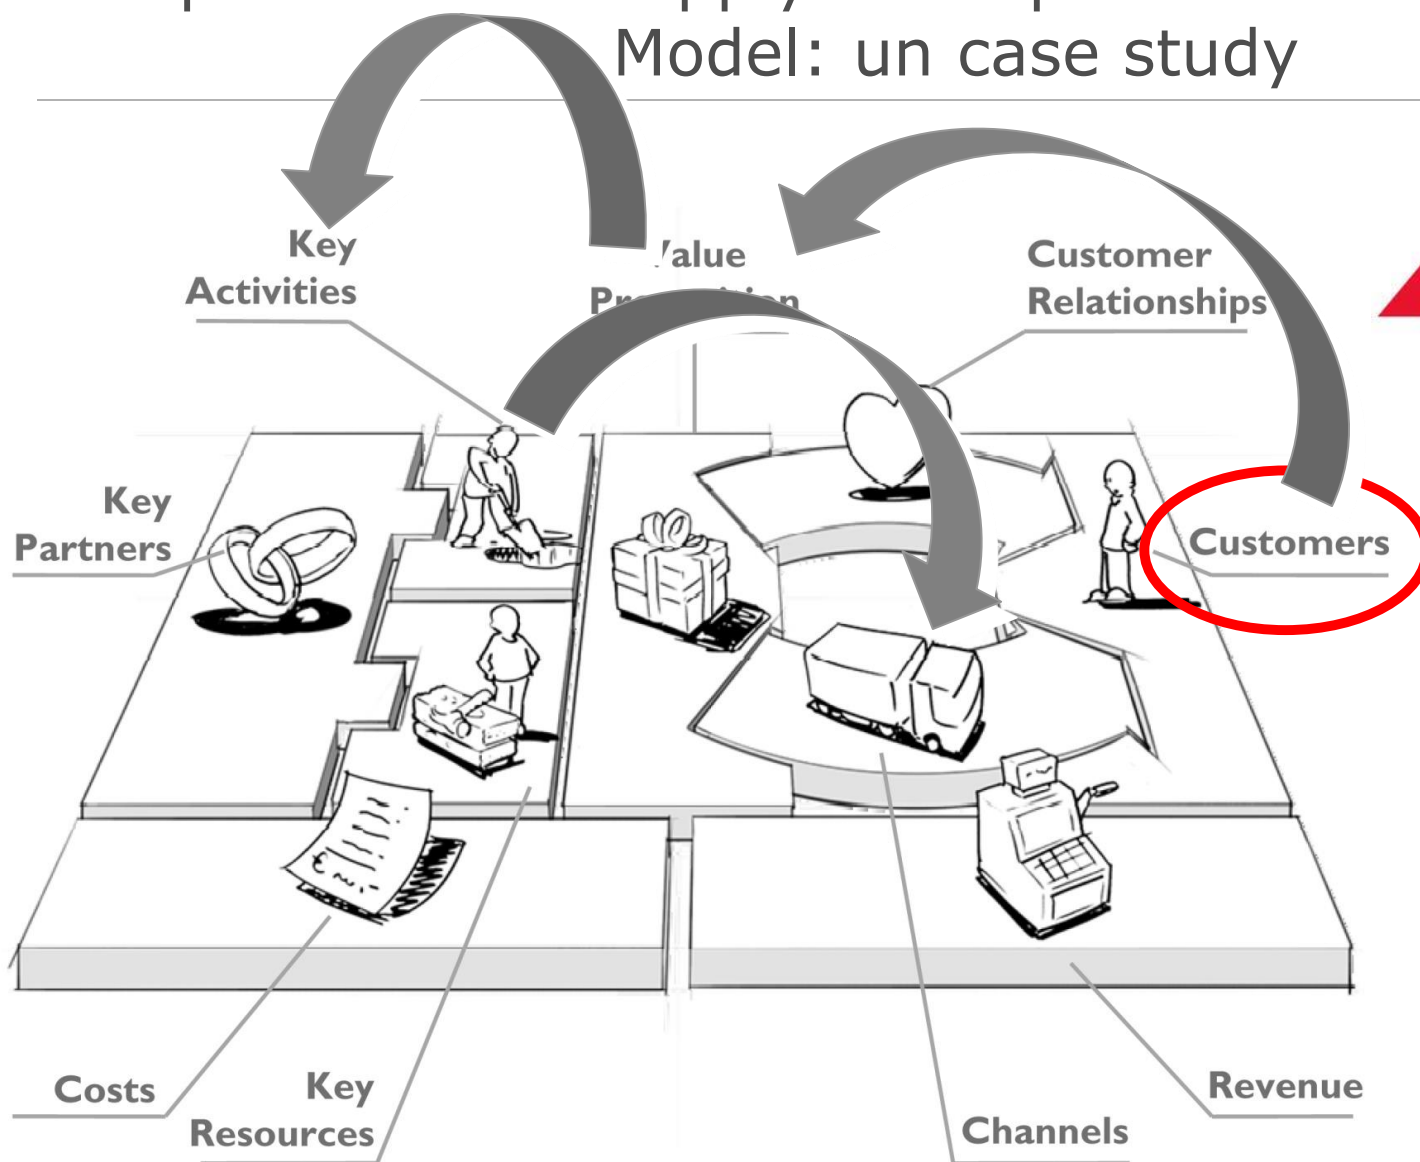 Model: un case study
Key
Activities
Customer
Relationships
Key
Partners
Customers
Costs
Key
Resources
Channels
Revenue